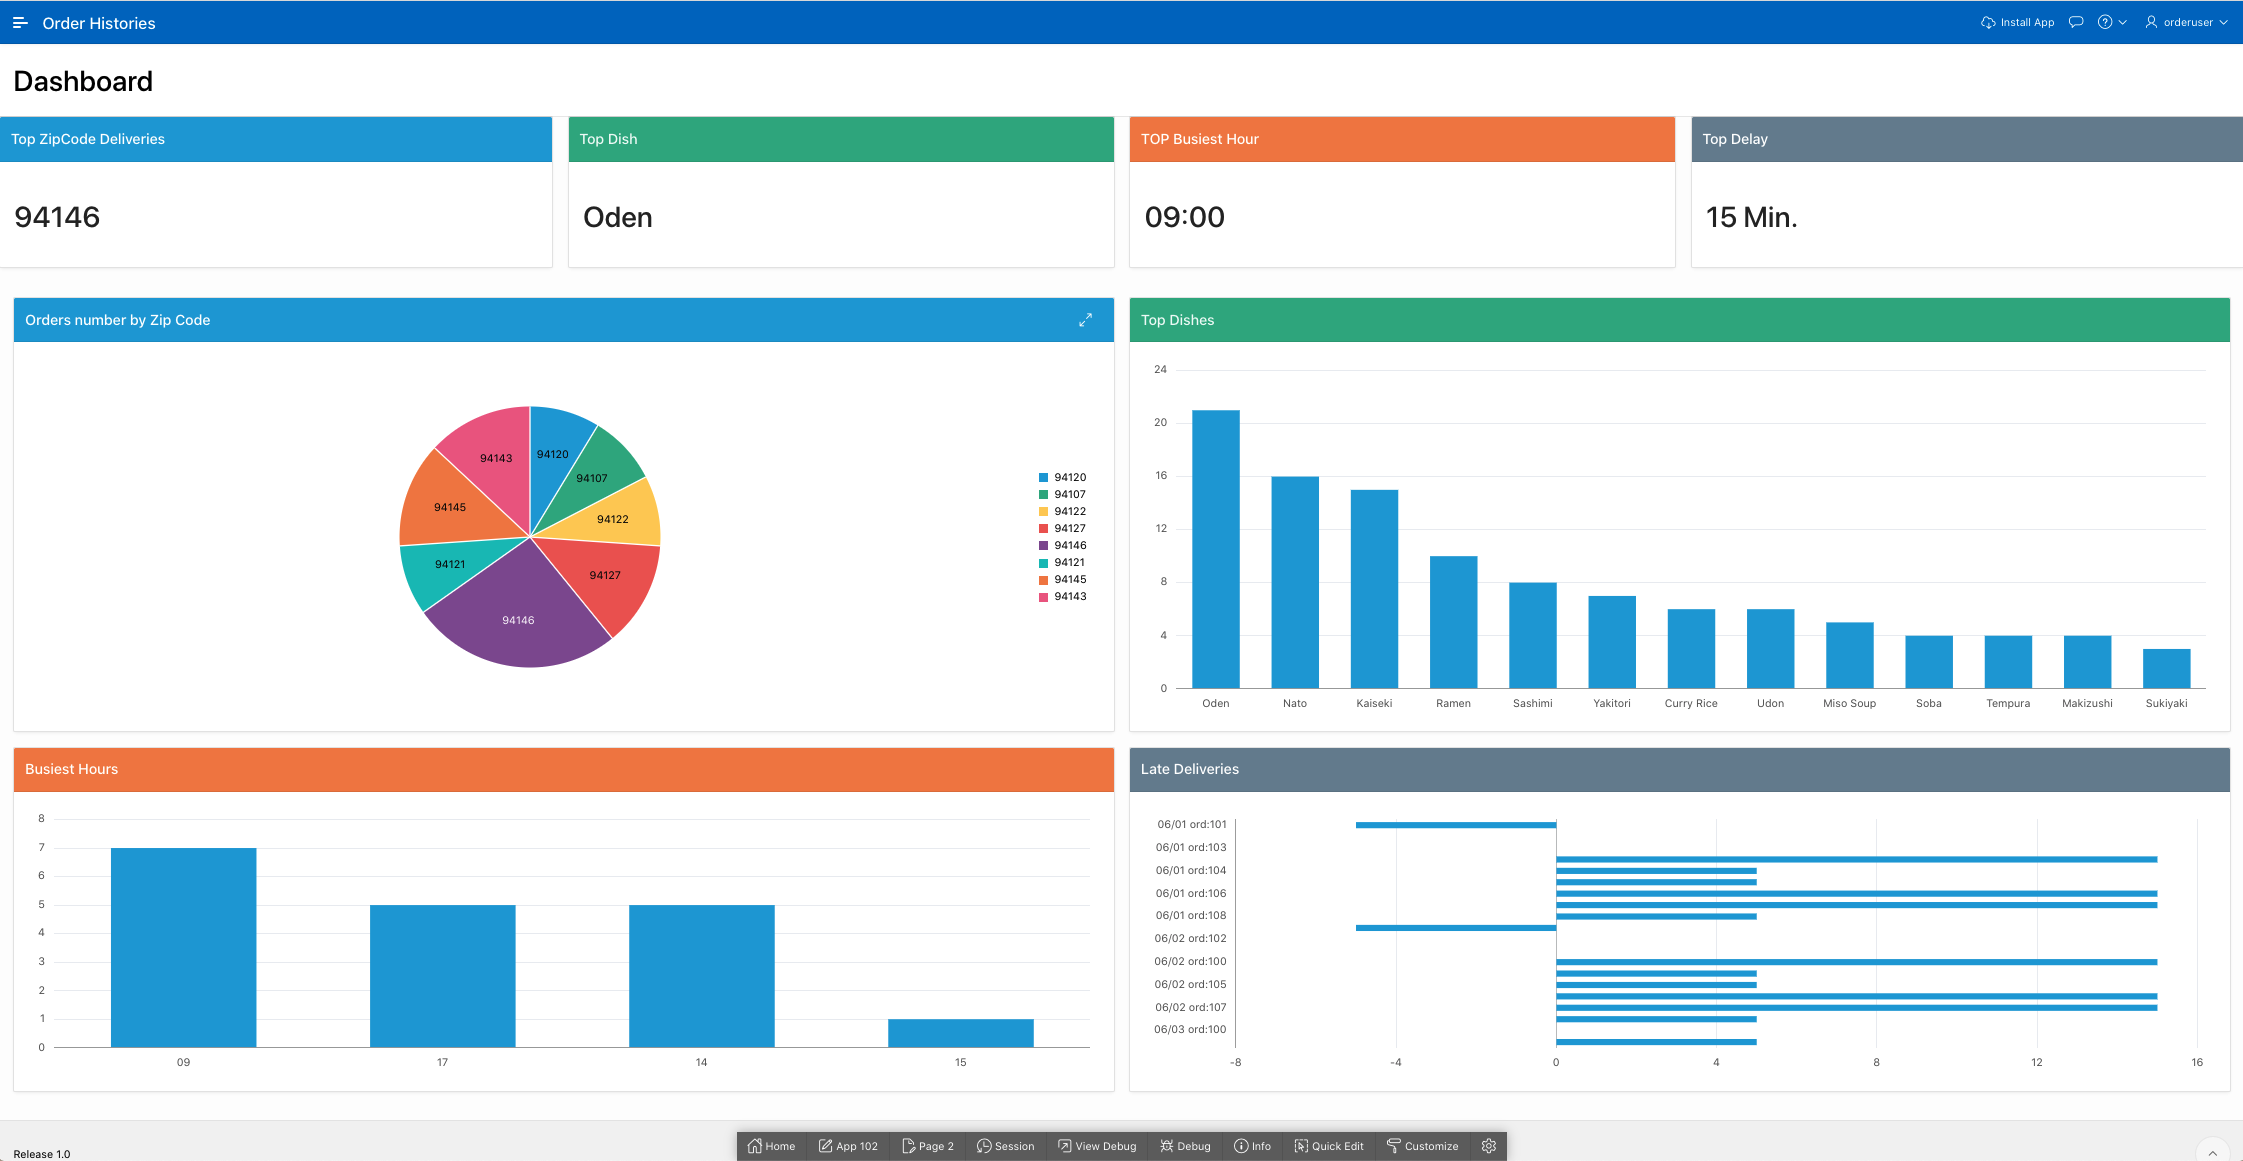 Order Histories
Install App
orderuser
Dashboard
Top ZipCode Deliveries
94146
Top Dish
Oden
TOP Busiest Hour
09:00
Top Delay
15 Min.
Orders number by Zip Code
94143
94120
94107
94145
94122
94121
94127
94146
94120
94107
94122
94127
94146
94121
94145
94143
Top Dishes
24
20
16
12
8
4
0
Oden Nato Kaiseki Ramen Sashimi Yakitori Curry Rice Udon Miso Soup Soba Tempura Makizushi Sukiyaki
Busiest Hours
8
7
6
5
4
3
2
1
0
09 17 14 15
Late Deliveries
06/01 ord:101
06/01 ord:103
06/01 ord:104
06/01 ord:106
06/01 ord:108
06/02 ord:102
06/02 ord:100
06/02 ord:105
06/02 ord:107
06/03 ord:100
-8 -4 0 4 8 12 16
Release 1.0
Home App 102 Page 2 Session View Debug Debug Info Quick Edit Customize